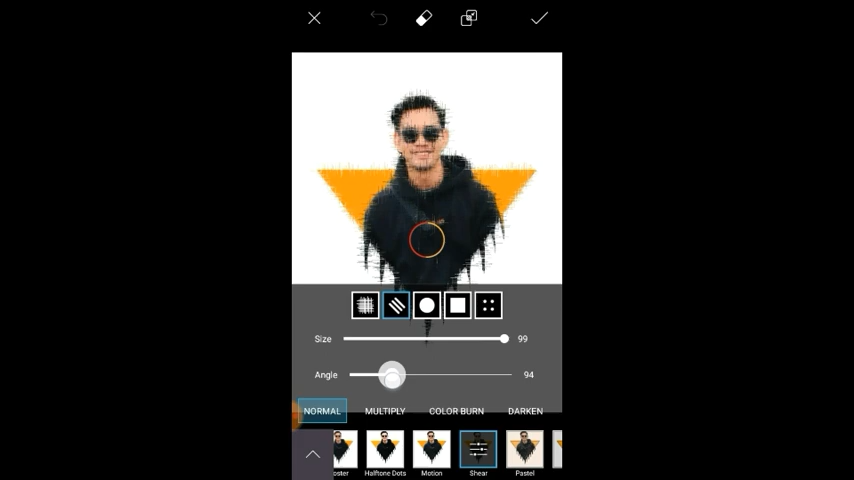 Size 99
Angle 94
NORMAL MULTIPLY COLOR BURN DARKEN
oster Halftone Dots Motion Shear Pastel